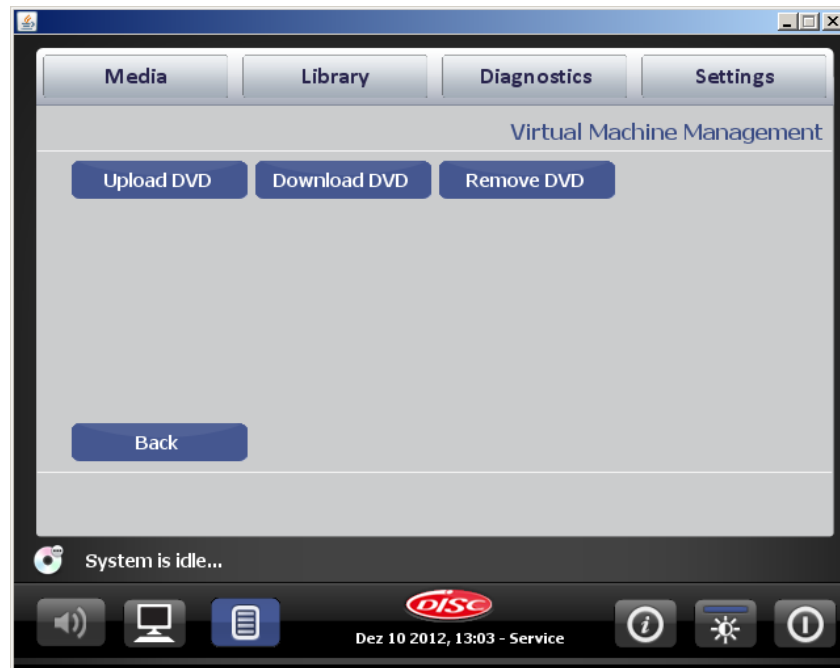 Media Library Diagnostics Settings
Virtual Machine Management
Upload DVD Download DVD Remove DVD
Back
System is idle...
DISC
Dez 10 2012, 13:03 - Service